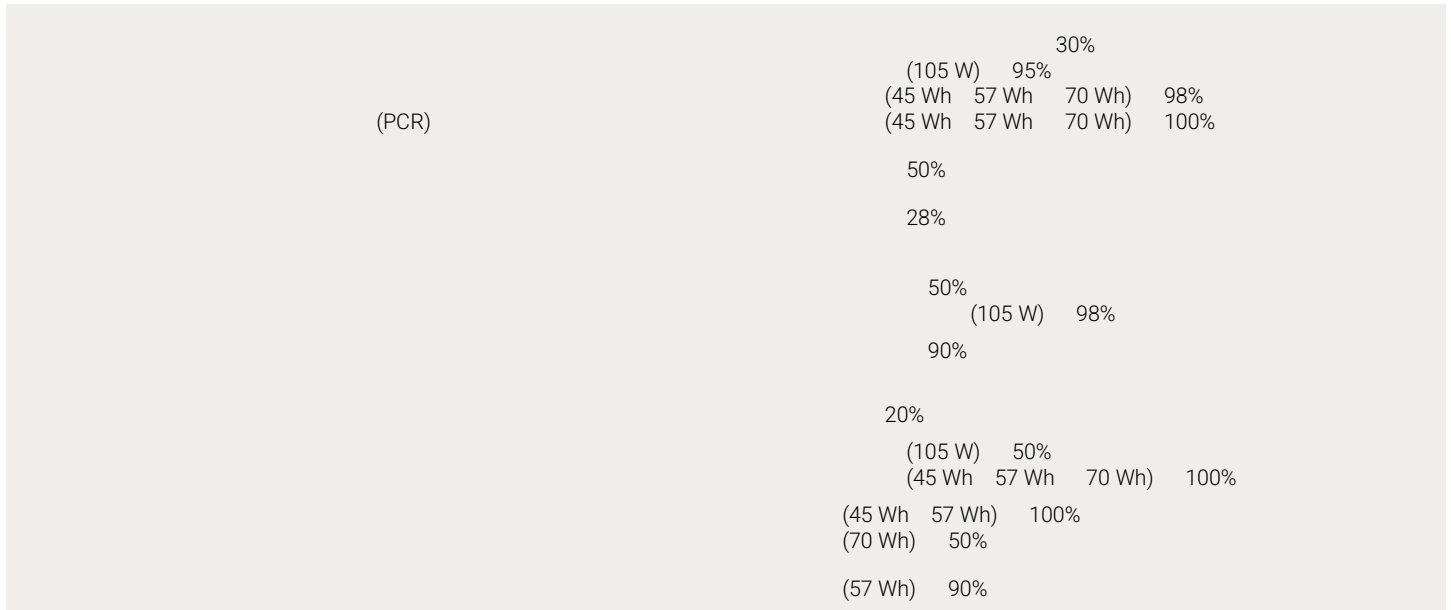 30%
(105 W) 95%
(45 Wh 57 Wh 70 Wh) 98%
(PCR) (45 Wh 57 Wh 70 Wh) 100%
50%
28%
50%
(105 W) 98%
90%
20%
(105 W) 50%
(45 Wh 57 Wh 70 Wh) 100%
(45 Wh 57 Wh) 100%
(70 Wh) 50%
(57 Wh) 90%